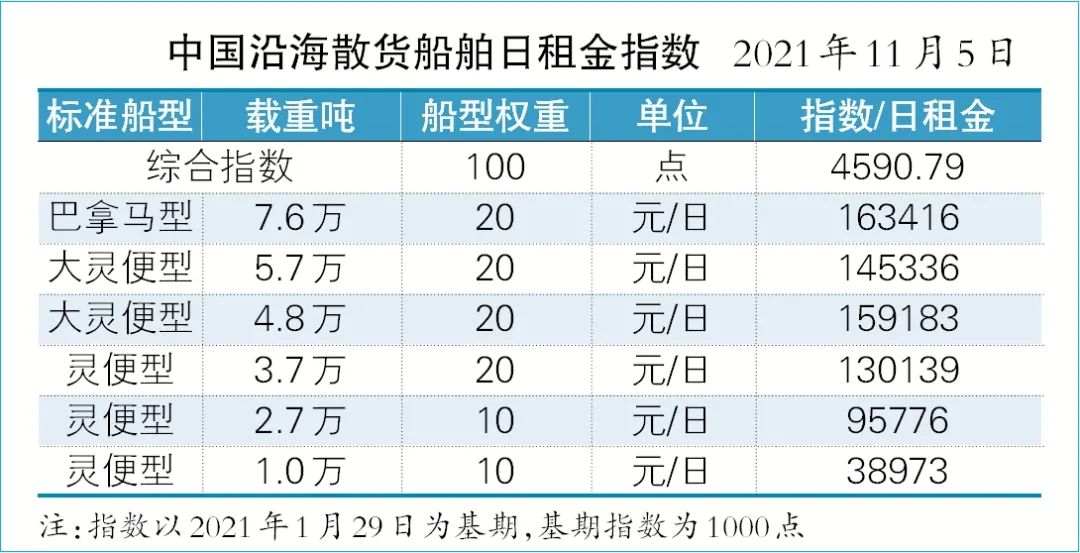 中国沿海散货船舶日租金指数 2021年11月5日
标准船型 载重吨 船型权重 单位 指数/日租金
综合指数 100 点 4590.79
巴拿马型 7.6万 20 元/日 163416
大灵便型 5.7万 20 元/日 145336
大灵便型 4.8万 20 元/日 159183
灵便型 3.7万 20 元/日 130139
灵便型 2.7万 10 元/日 95776
灵便型 1.0万 10 元/日 38973
注:指数以2021年1月29日为基期,基期指数为1000点